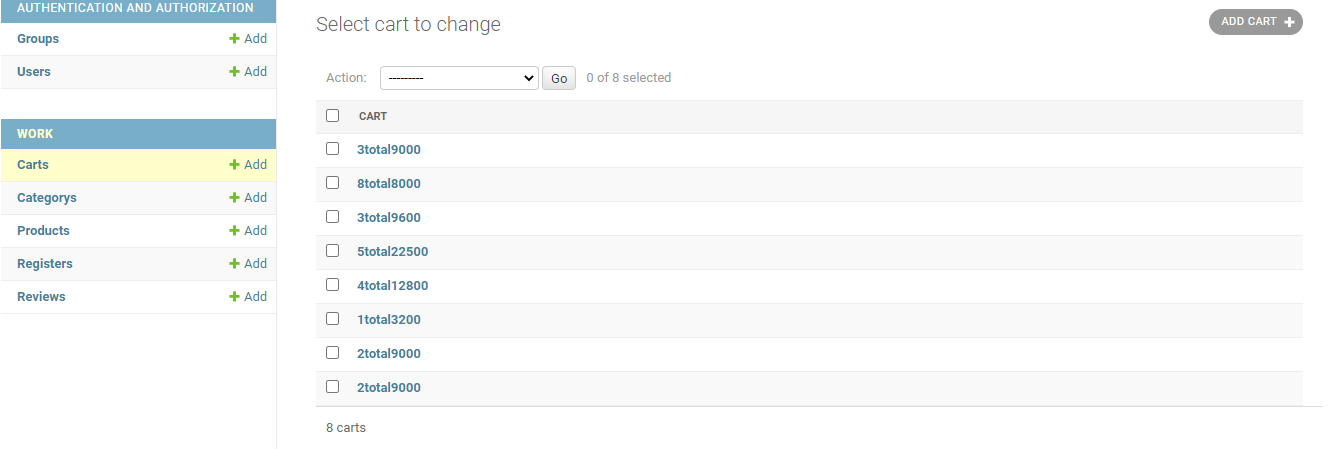 AUTHENTICATION AND AUTHORIZATION
Groups + Add
Users + Add
WORK
Carts + Add
Categorys + Add
Products + Add
Registers + Add
Reviews + Add
Select cart to change
ADD CART +
Action: --------- Go 0 of 8 selected
CART
3total9000
8total8000
3total9600
5total22500
4total12800
1total3200
2total9000
2total9000
8 carts